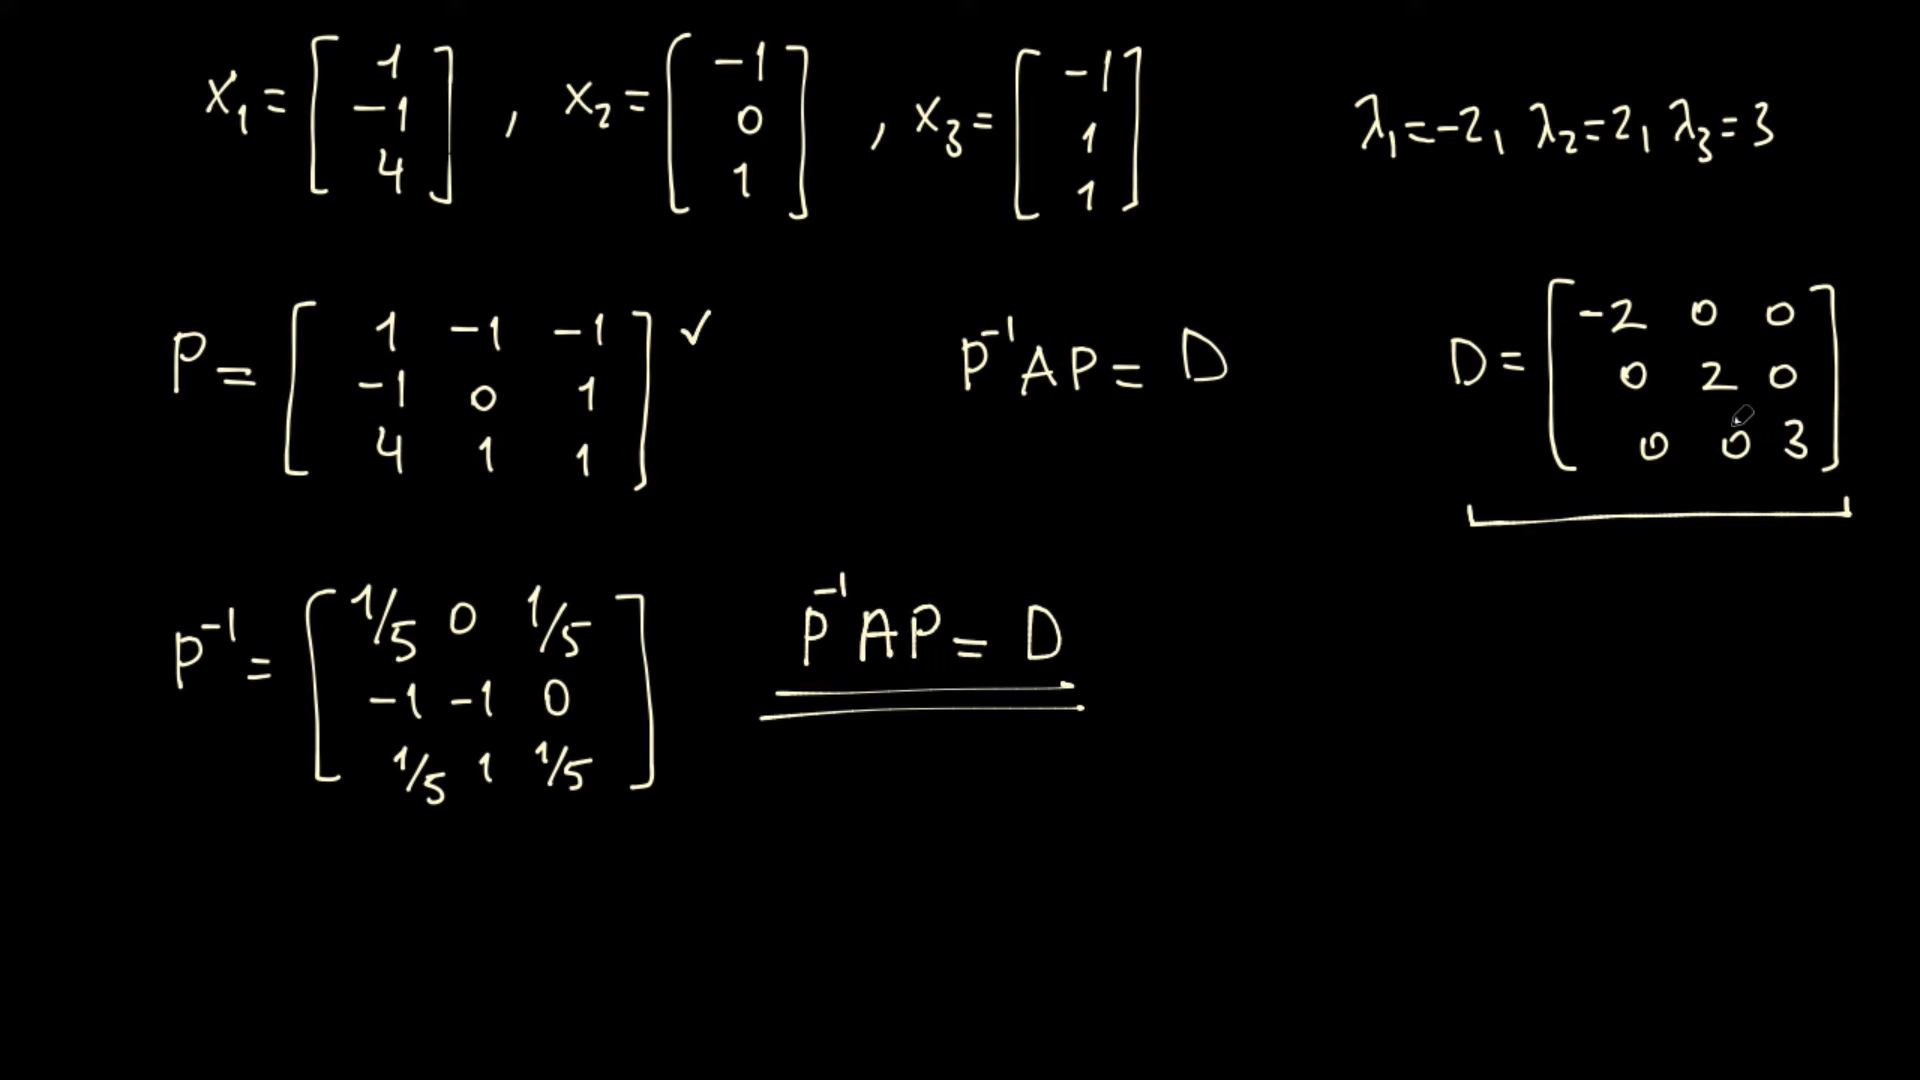 x₁ = [1 -1 4], x₂ = [-1 0 1], x₃ = [-1 1 1]
λ₁=-2, λ₂=2, λ₃=3
P = [1 -1 -1
-1 0 1
4 1 1] ✓
P⁻¹AP = D
D = [-2 0 0
0 2 0
0 0 3]
P⁻¹ = [1/5 0 1/5
-1 -1 0
1/5 1 1/5]
P⁻¹AP = D